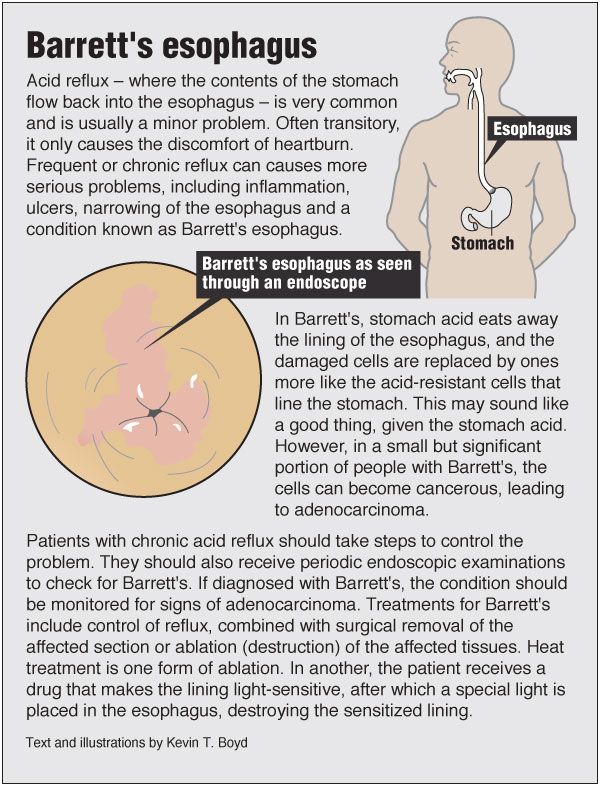 Barrett's esophagus
Acid reflux – where the contents of the stomach
flow back into the esophagus – is very common
and is usually a minor problem. Often transitory,
it only causes the discomfort of heartburn.
Frequent or chronic reflux can causes more
serious problems, including inflammation,
ulcers, narrowing of the esophagus and a
condition known as Barrett's esophagus.
Esophagus
Stomach
Barrett's esophagus as seen
through an endoscope
In Barrett's, stomach acid eats away
the lining of the esophagus, and the
damaged cells are replaced by ones
more like the acid-resistant cells that
line the stomach. This may sound like
a good thing, given the stomach acid.
However, in a small but significant
portion of people with Barrett's, the
cells can become cancerous, leading
to adenocarcinoma.
Patients with chronic acid reflux should take steps to control the
problem. They should also receive periodic endoscopic examinations
to check for Barrett's. If diagnosed with Barrett's, the condition should
be monitored for signs of adenocarcinoma. Treatments for Barrett's
include control of reflux, combined with surgical removal of the
affected section or ablation (destruction) of the affected tissues. Heat
treatment is one form of ablation. In another, the patient receives a
drug that makes the lining light-sensitive, after which a special light is
placed in the esophagus, destroying the sensitized lining.
Text and illustrations by Kevin T. Boyd